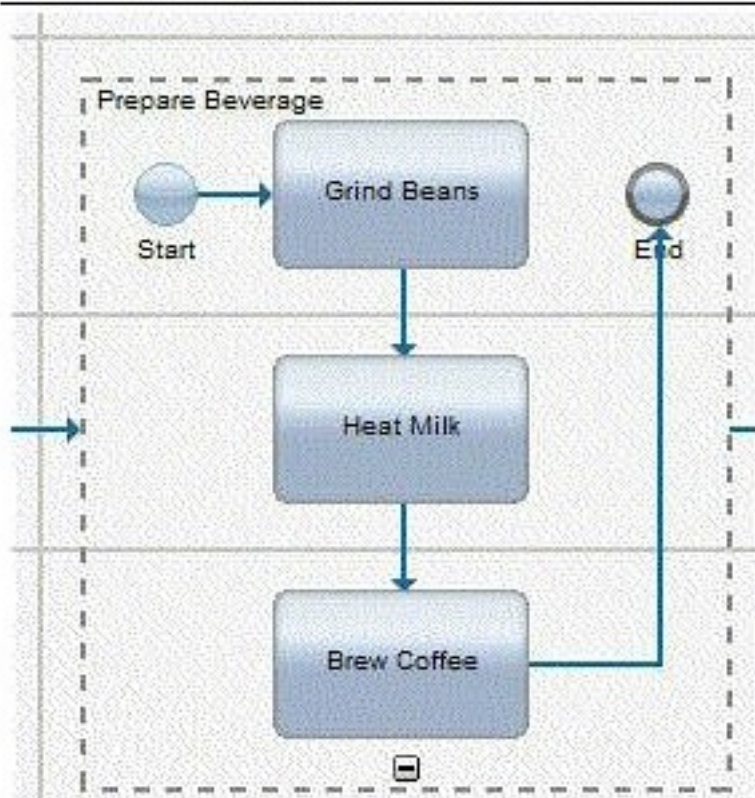 Prepare Beverage
Grind Beans
Start
End
Heat Milk
Brew Coffee